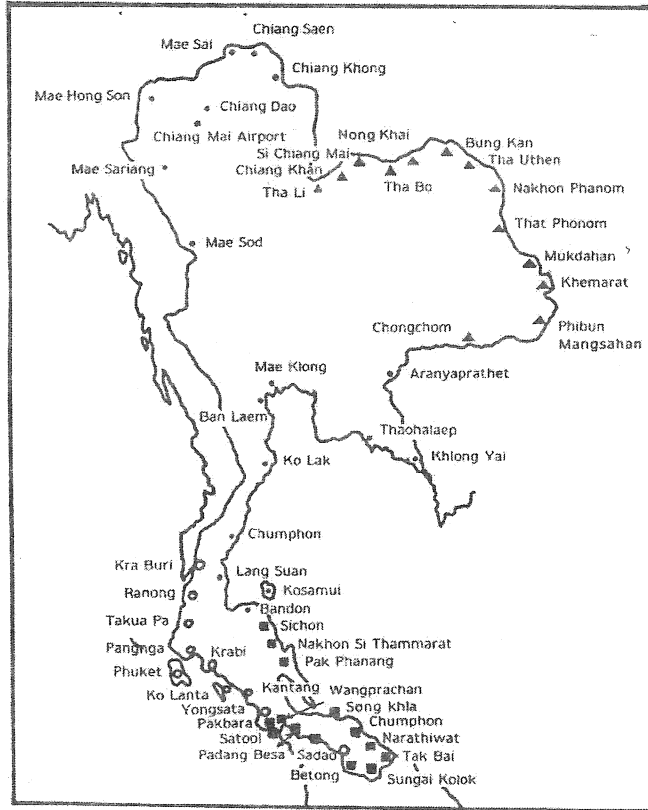 Chiang Saen
Mae Sai
Chiang Khong
Mae Hong Son
Chiang Dao
Chiang Mai Airport
Nong Khai
Bung Kan
Si Chiang Mai
Tha Uthen
Mae Sariang
Chiang Khan
Tha Li
Tha Bo
Nakhon Phanom
That Phonom
Mae Sod
Mukdahan
Khemarat
Chongchom
Phibun
Mangsahan
Mae Klong
Aranyaprathet
Ban Laem
Thaohalaep
Khlong Yai
Ko Lak
Chumphon
Kra Buri
Lang Suan
Ranong
Kosamui
Bandon
Takua Pa
Sichon
Nakhon Si Thammarat
Pangnga
Krabi
Pak Phanang
Phuket
Ko Lanta
Kantang
Wangprachan
Yongsata
Song khla
Pakbara
Chumphon
Satool
Narathiwat
Padang Besa
Sadao
Tak Bai
Betong
Sungai Kolok